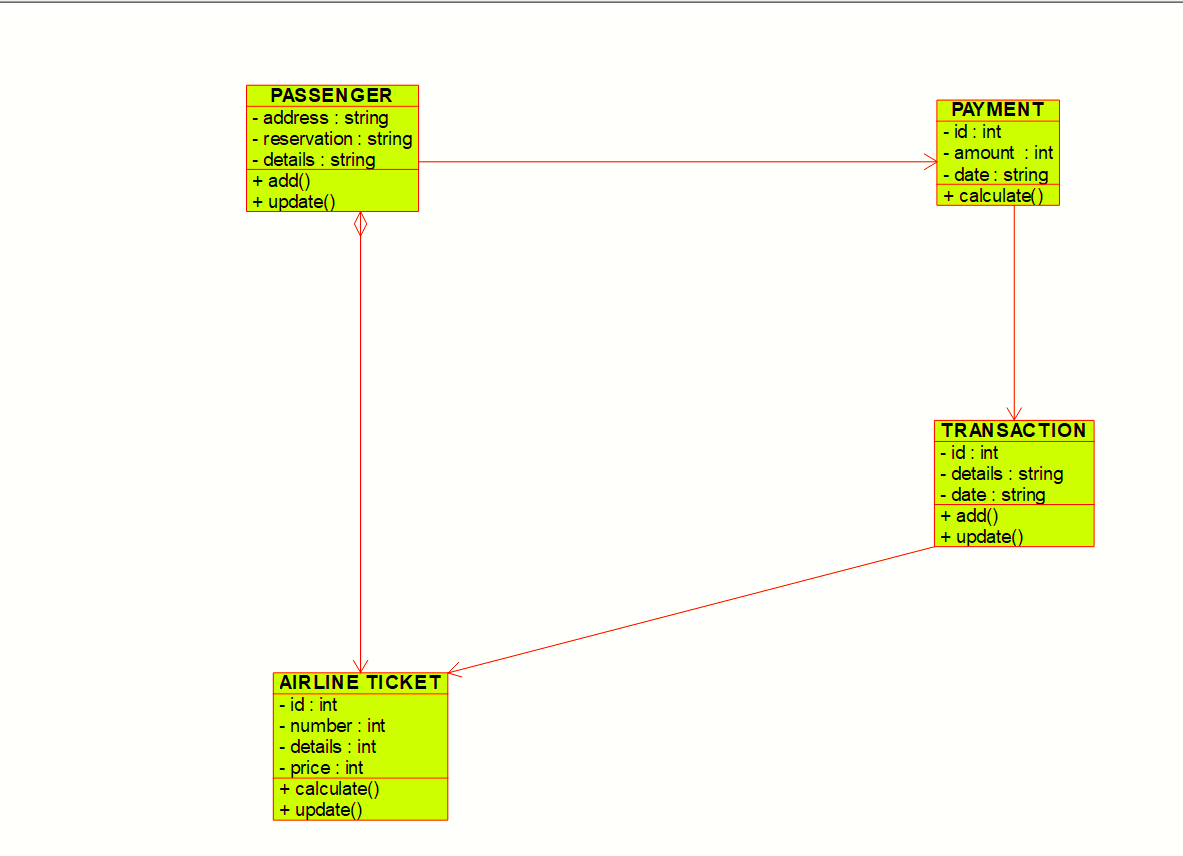 PASSENGER
- address : string
- reservation : string
- details : string
+ add()
+ update()
PAYMENT
- id : int
- amount : int
- date : string
+ calculate()
TRANSACTION
- id : int
- details : string
- date : string
+ add()
+ update()
AIRLINE TICKET
- id : int
- number : int
- details : int
- price : int
+ calculate()
+ update()